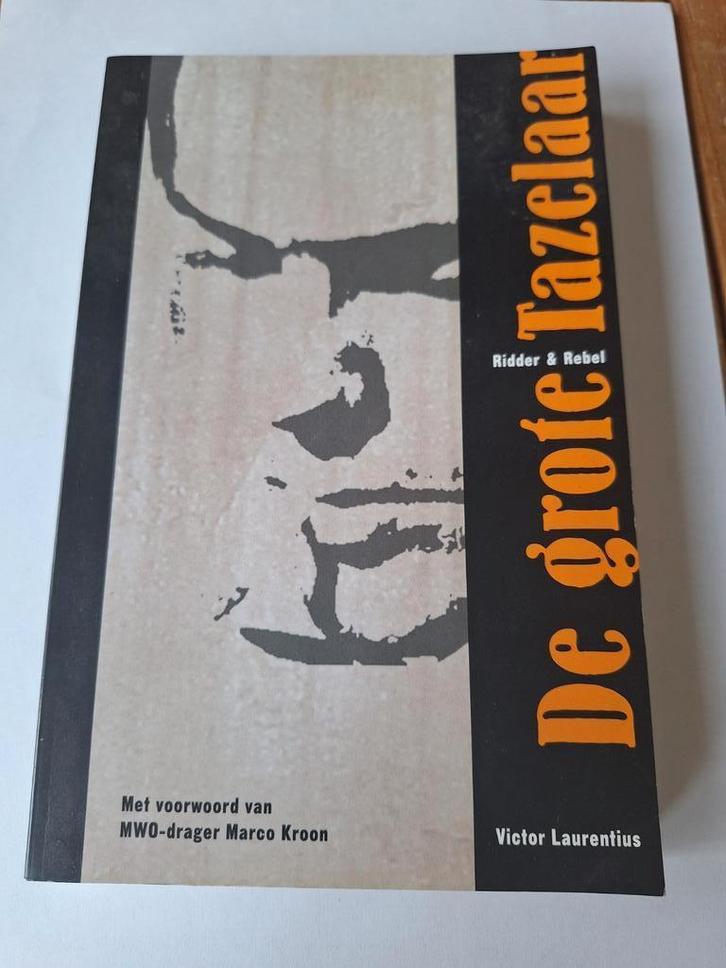 De grote Tazelaar
Ridder & Rebel
Met voorwoord van
MWO-drager Marco Kroon
Victor Laurentius